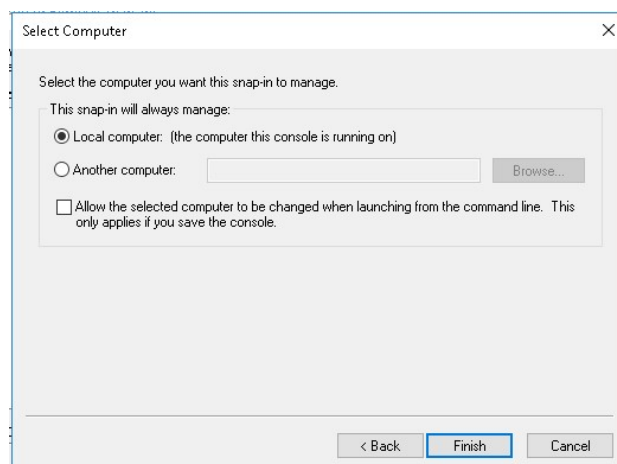 Select Computer
Select the computer you want this snap-in to manage.
This snap-in will always manage:
Local computer: (the computer this console is running on)
Another computer:
Browse...
Allow the selected computer to be changed when launching from the command line. This
only applies if you save the console.
< Back
Finish
Cancel